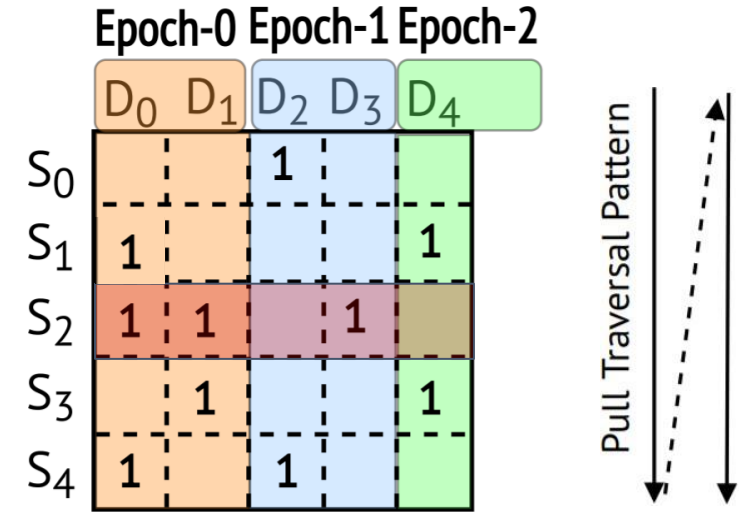 Epoch-0 Epoch-1 Epoch-2
D0 D1 D2 D3 D4
S0 1
S1 1 1
S2 1 1 1
S3 1 1
S4 1 1
Pull Traversal Pattern